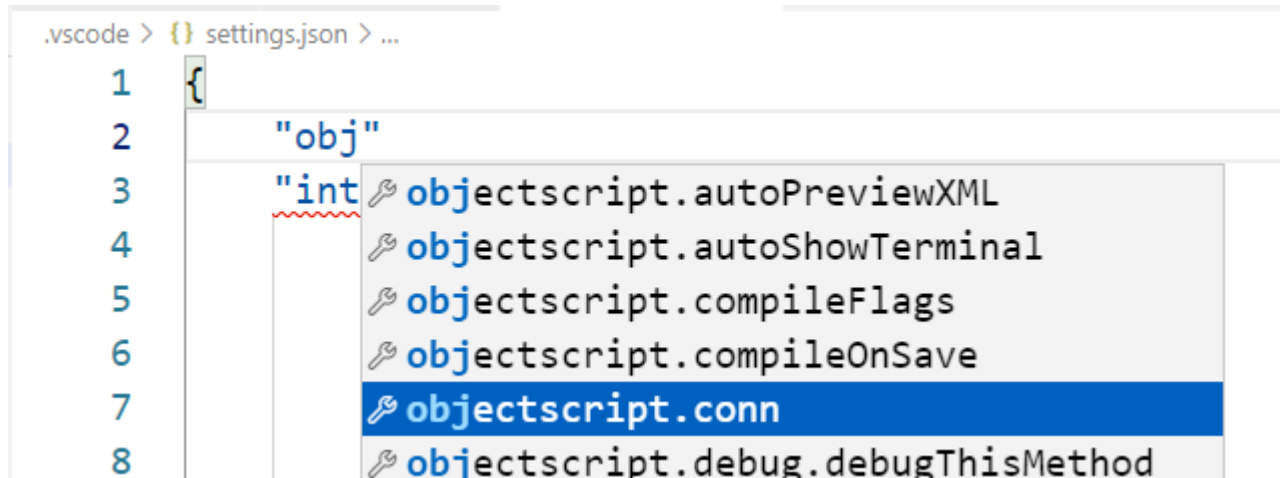 .vscode > {} settings.json > ...
1 {
2 "obj"
3 "int
objectscript.autoPreviewXML
4 objectscript.autoShowTerminal
5 objectscript.compileFlags
6 objectscript.compileOnSave
7 objectscript.conn
8 objectscript.debug.debugThisMethod